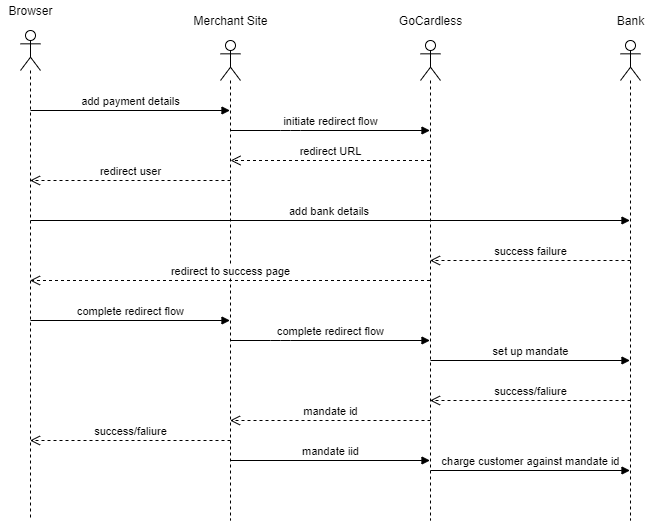 Browser
Merchant Site
GoCardless
Bank
add payment details
initiate redirect flow
redirect URL
redirect user
add bank details
success failure
redirect to success page
complete redirect flow
complete redirect flow
set up mandate
success/faliure
mandate id
success/faliure
mandate iid
charge customer against mandate id